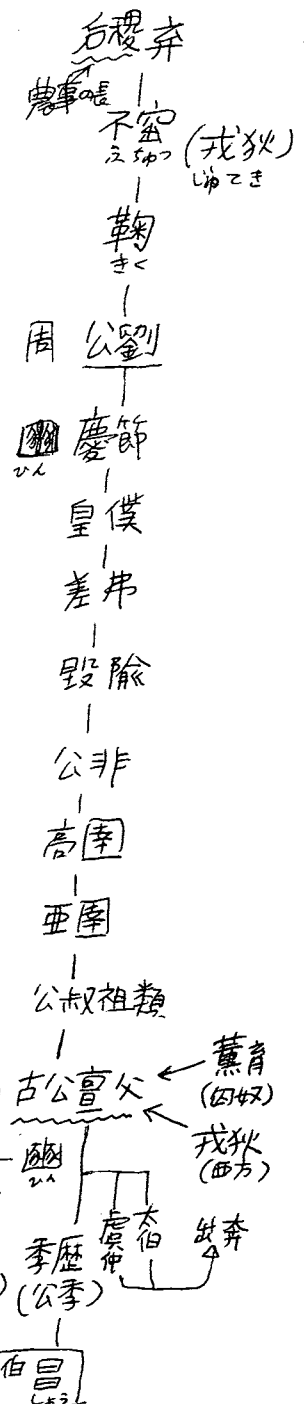 后稷弃
農事の長
不窋 (戎狄)
ふちゅつ じゅてき
鞠
きく
周 公劉
豳 慶節
ひん
皇僕
差弗
毀隃
公非
高圉
亜圉
公叔祖類
古公亶父
薫育
(匈奴)
戎狄
(西方)
豳
ひん
虞仲 太伯 出奔
季歴
(公季)
伯昌
しょう